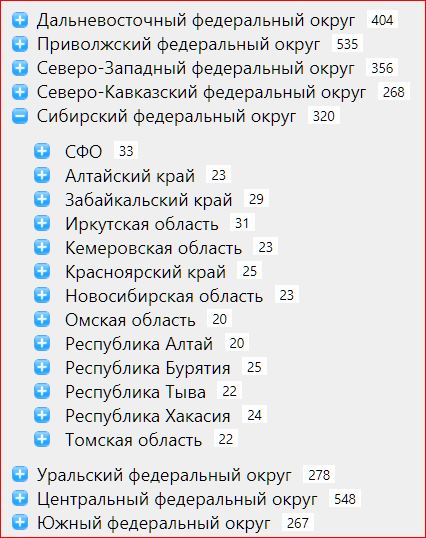 Дальневосточный федеральный округ 404
Приволжский федеральный округ 535
Северо-Западный федеральный округ 356
Северо-Кавказский федеральный округ 268
Сибирский федеральный округ 320
СФО 33
Алтайский край 23
Забайкальский край 29
Иркутская область 31
Кемеровская область 23
Красноярский край 25
Новосибирская область 23
Омская область 20
Республика Алтай 20
Республика Бурятия 25
Республика Тыва 22
Республика Хакасия 24
Томская область 22
Уральский федеральный округ 278
Центральный федеральный округ 548
Южный федеральный округ 267